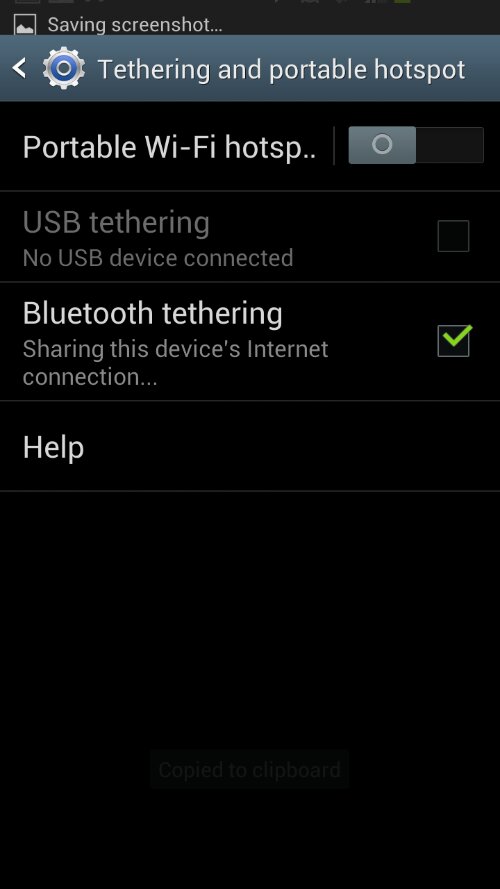 Saving screenshot...
Tethering and portable hotspot
Portable Wi-Fi hotsp..
USB tethering
No USB device connected
Bluetooth tethering
Sharing this device's Internet
connection...
Help
Copied to clipboard